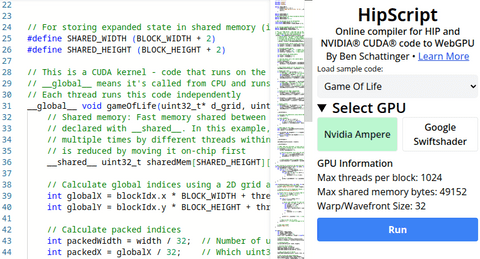 22
23
24 // For storing expanded state in shared memory (i
25 #define SHARED_WIDTH (BLOCK_WIDTH + 2)
26 #define SHARED_HEIGHT (BLOCK_HEIGHT + 2)
27
28 // This is a CUDA kernel - code that runs on the
29 // __global__ means it's called from CPU and runs
30 // Each thread runs this code independently
31 __global__ void gameOfLife(uint32_t* d_grid, uint
32 // Shared memory: Fast memory shared between
33 // declared with __shared__. In this example,
34 // multiple times by different threads within
35 // is reduced by moving it on-chip first
36 __shared__ uint32_t sharedMem[SHARED_HEIGHT][
37
38 // Calculate global indices using a 2D grid a
39 int globalX = blockIdx.x * BLOCK_WIDTH + thre
40 int globalY = blockIdx.y * BLOCK_HEIGHT + thr
41
42 // Calculate packed indices
43 int packedWidth = width / 32; // Number of u
44 int packedX = globalX / 32; // Which uint3
HipScript
Online compiler for HIP and
NVIDIA® CUDA® code to WebGPU
By Ben Schattinger • Learn More
Load sample code:
Game Of Life
▼ Select GPU
Nvidia Ampere
Google
Swiftshader
GPU Information
Max threads per block: 1024
Max shared memory bytes: 49152
Warp/Wavefront Size: 32
Run